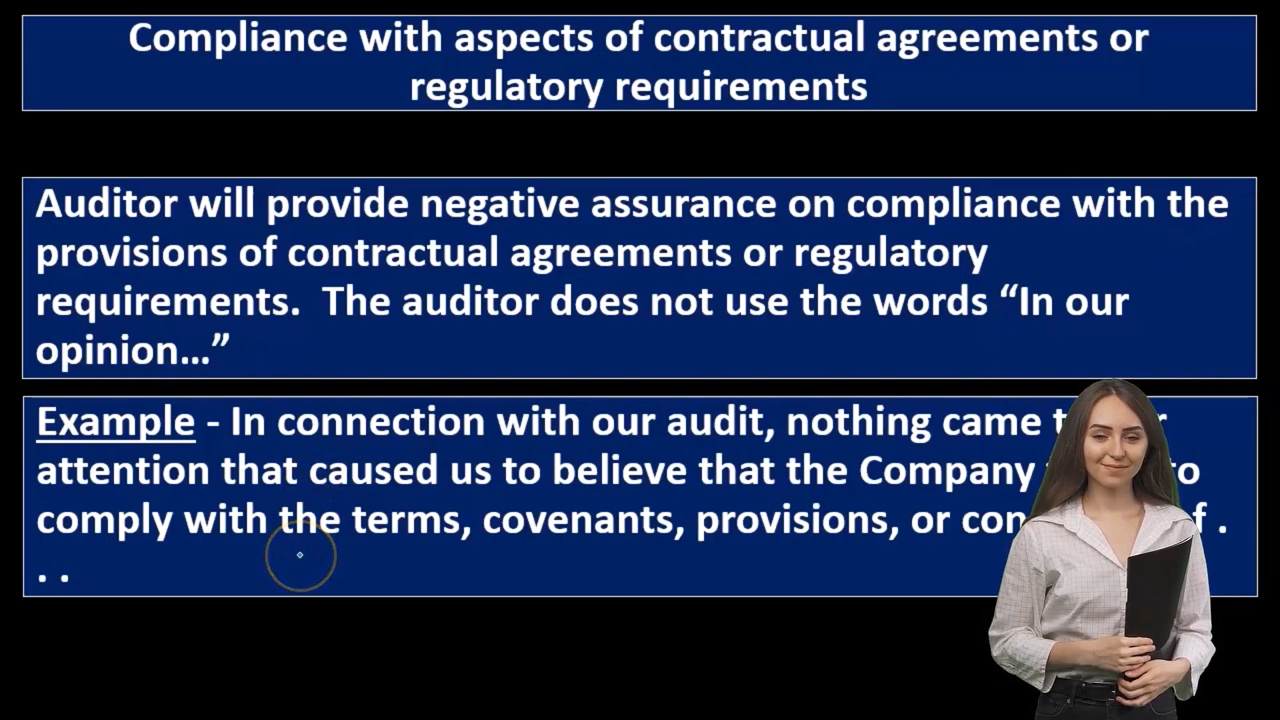 Compliance with aspects of contractual agreements or
regulatory requirements
Auditor will provide negative assurance on compliance with the
provisions of contractual agreements or regulatory
requirements.  The auditor does not use the words “In our
opinion…”
Example - In connection with our audit, nothing came
attention that caused us to believe that the Company to
comply with the terms, covenants, provisions, or .
. .